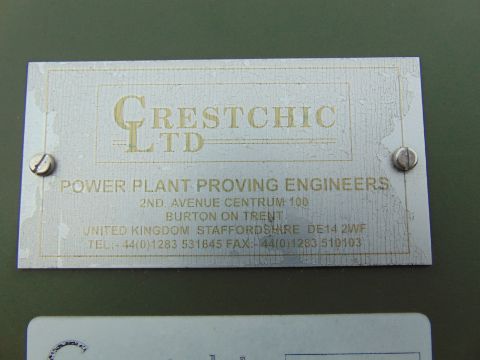 CRESTCHIC
LTD
POWER PLANT PROVING ENGINEERS
2ND. AVENUE CENTRUM 100
BURTON ON TRENT
UNITED KINGDOM STAFFORDSHIRE DE14 2WF
TEL:- 44(0)1283 531645 FAX:- 44(0)1283 510103